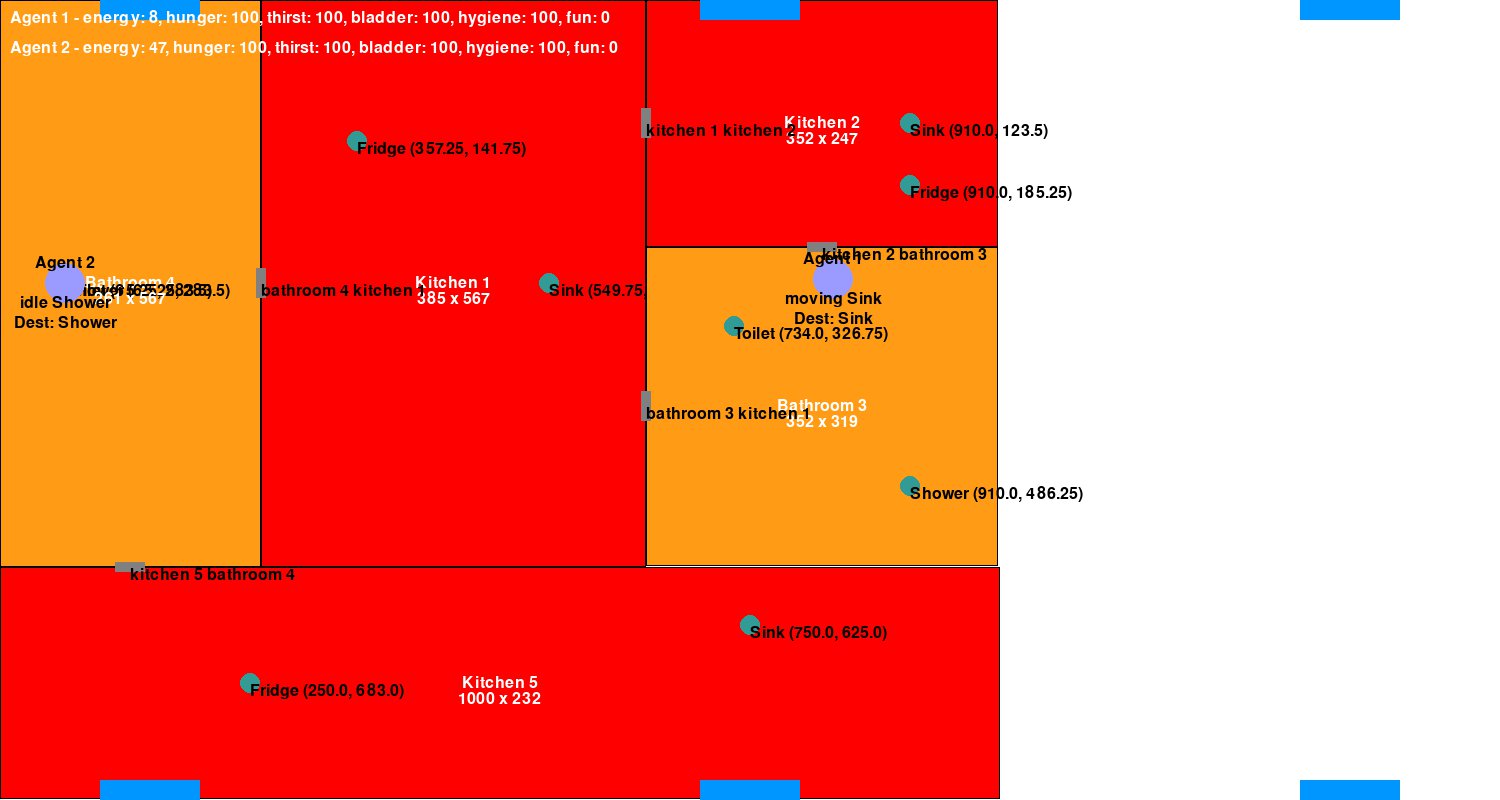 Agent 1 - energy: 8, hunger: 100, thirst: 100, bladder: 100, hygiene: 100, fun: 0
Agent 2 - energy: 47, hunger: 100, thirst: 100, bladder: 100, hygiene: 100, fun: 0
Kitchen 2
352 x 247
kitchen 1 kitchen 2
Sink (910.0, 123.5)
Fridge (357.25, 141.75)
Fridge (910.0, 185.25)
kitchen 2 bathroom 3
Agent 1
Agent 2
Bathroom 4
x 567
bathroom 4 kitchen 1
Kitchen 1
385 x 567
Sink (549.75,
idle Shower
Dest: Shower
moving Sink
Dest: Sink
Toilet (734.0, 326.75)
Bathroom 3
352 x 319
bathroom 3 kitchen 1
Shower (910.0, 486.25)
kitchen 5 bathroom 4
Sink (750.0, 625.0)
Kitchen 5
1000 x 232
Fridge (250.0, 683.0)